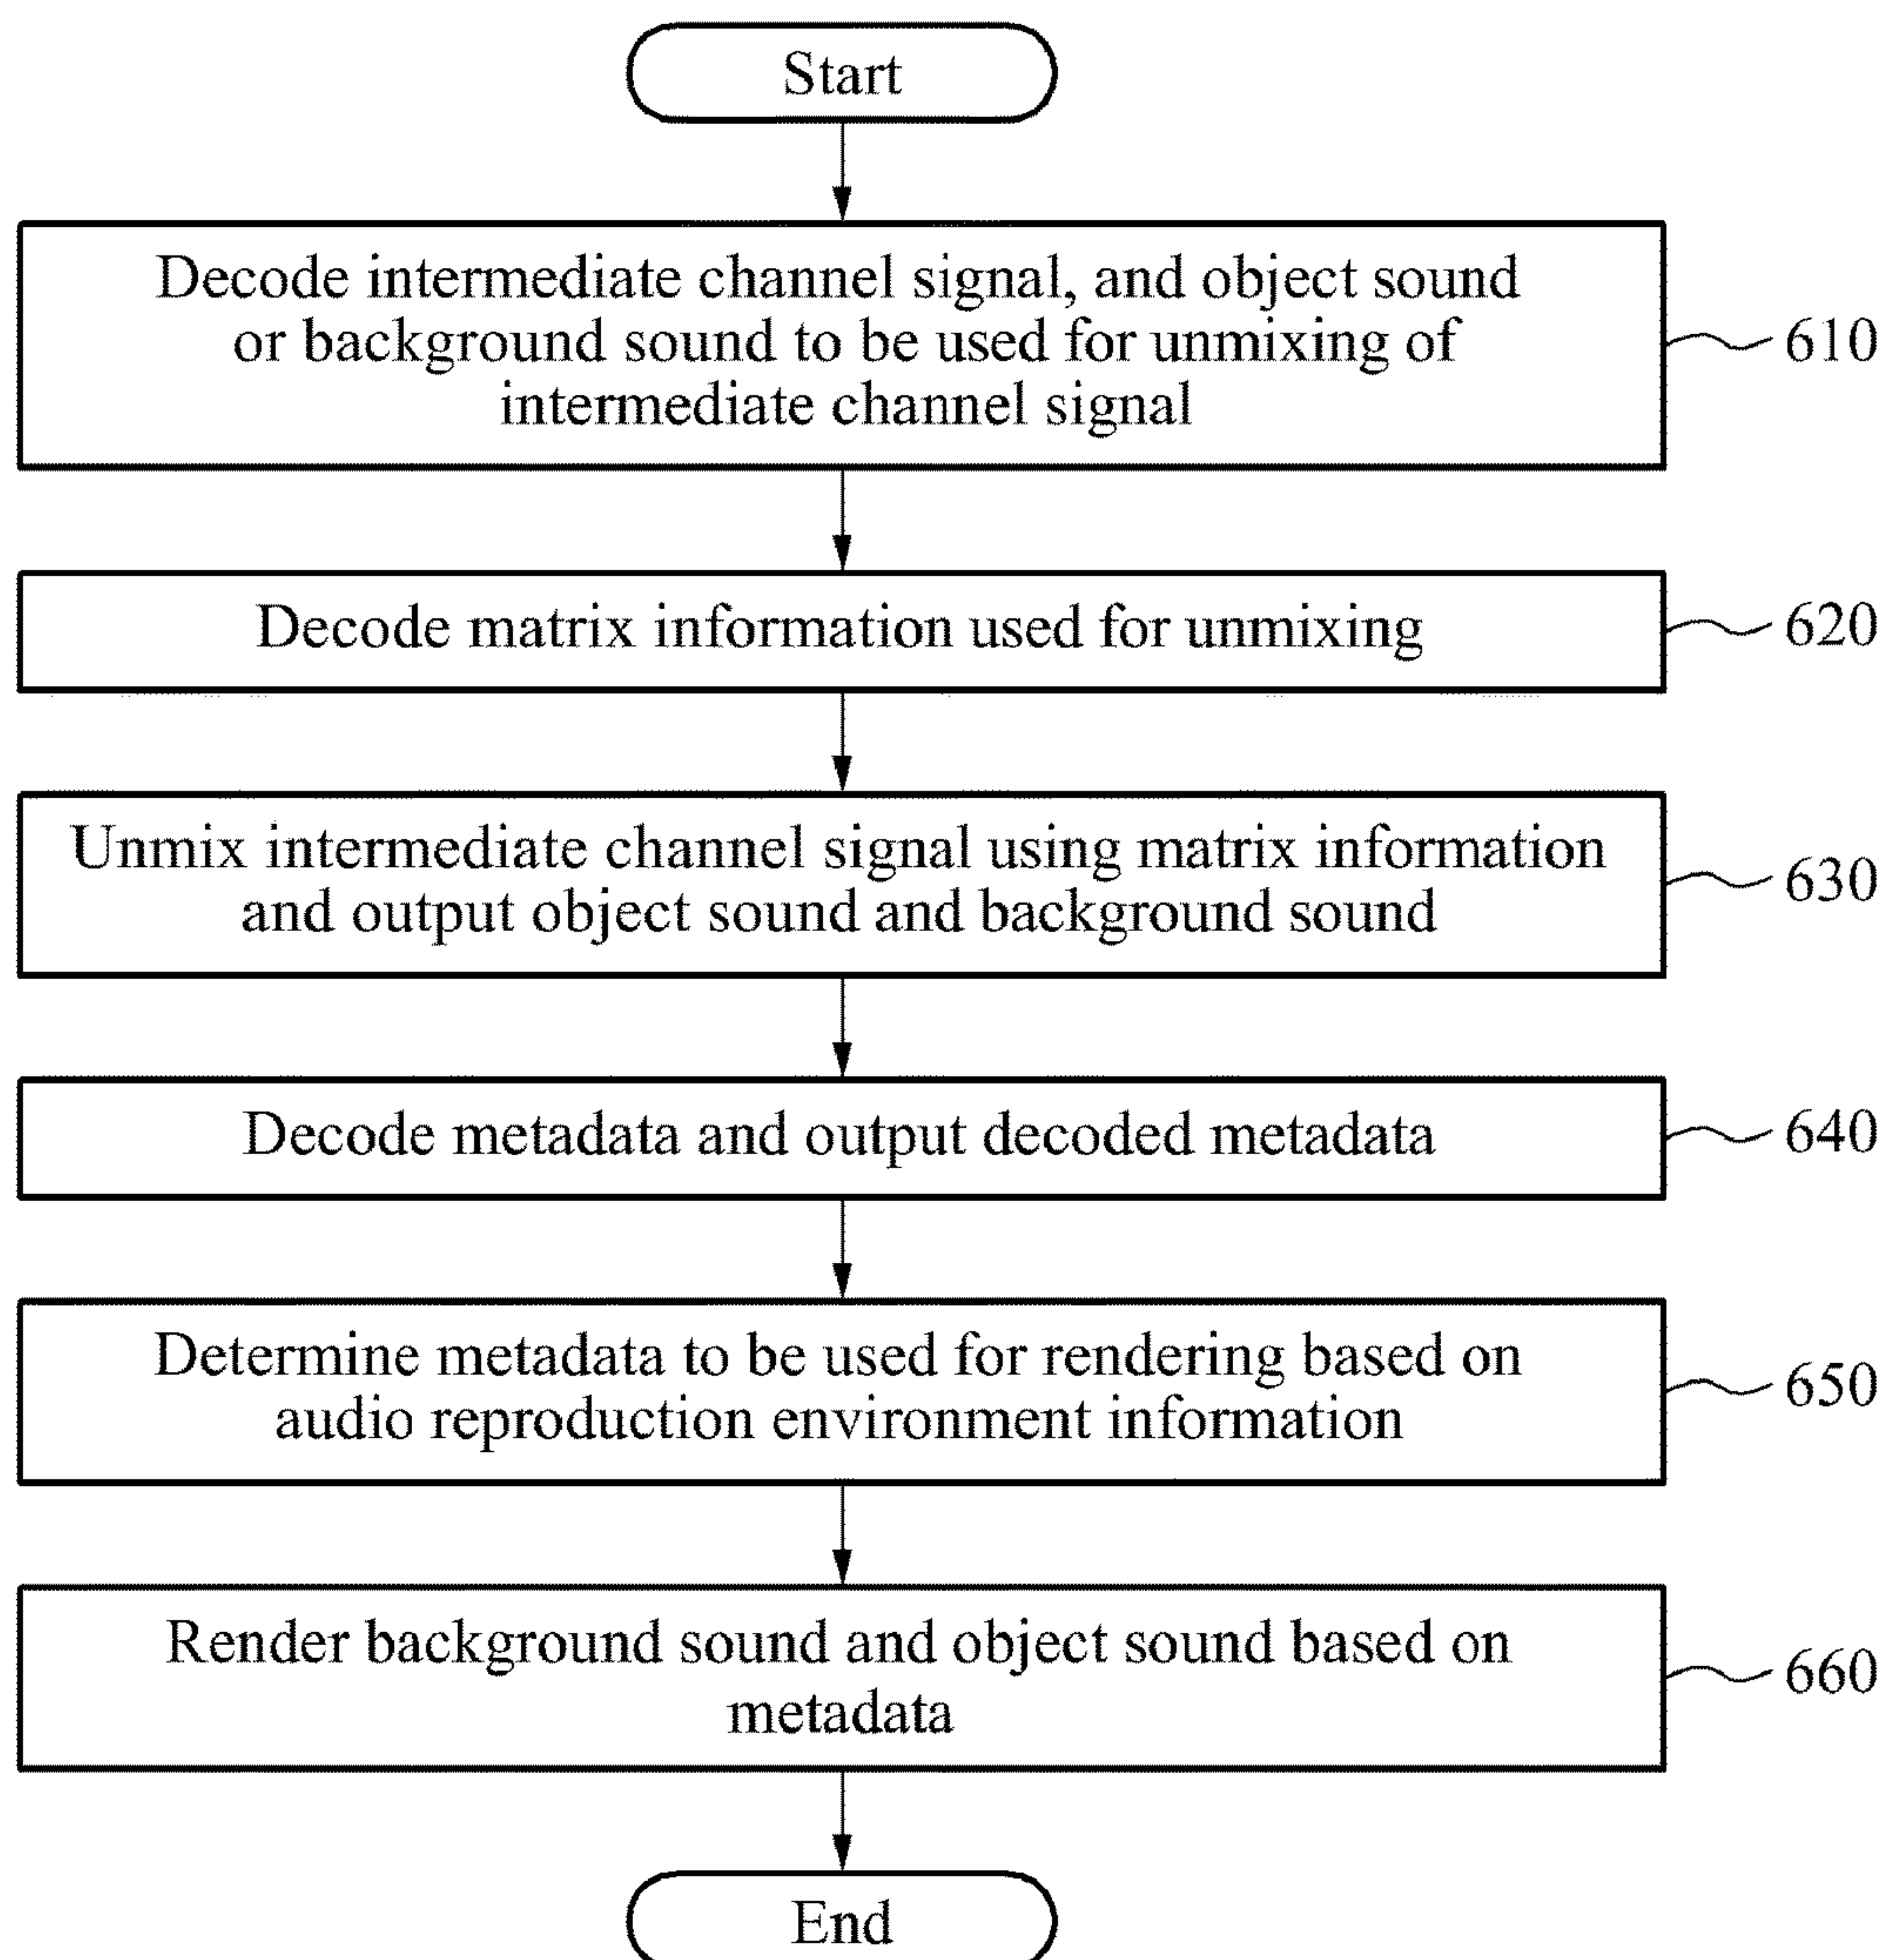 Start
Decode intermediate channel signal, and object sound
or background sound to be used for unmixing of
intermediate channel signal
610
Decode matrix information used for unmixing
620
Unmix intermediate channel signal using matrix information
and output object sound and background sound
630
Decode metadata and output decoded metadata
640
Determine metadata to be used for rendering based on
audio reproduction environment information
650
Render background sound and object sound based on
metadata
660
End